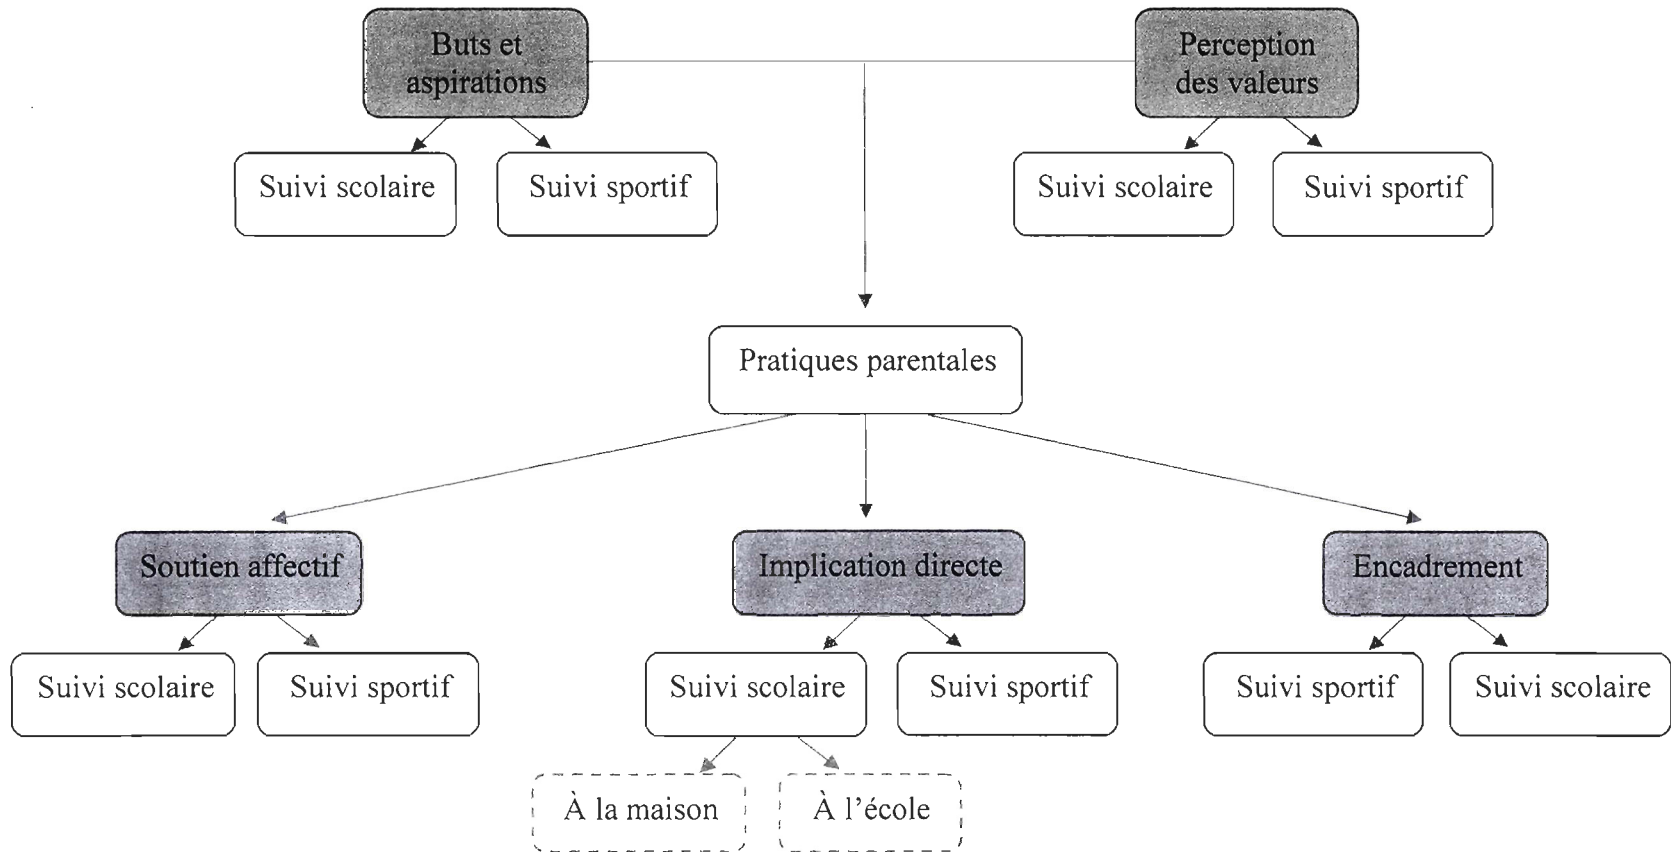 Buts et
aspirations
Perception
des valeurs
Suivi scolaire
Suivi sportif
Suivi scolaire
Suivi sportif
Pratiques parentales
Soutien affectif
Implication directe
Encadrement
Suivi scolaire
Suivi sportif
Suivi scolaire
Suivi sportif
Suivi sportif
Suivi scolaire
À la maison
À l'école